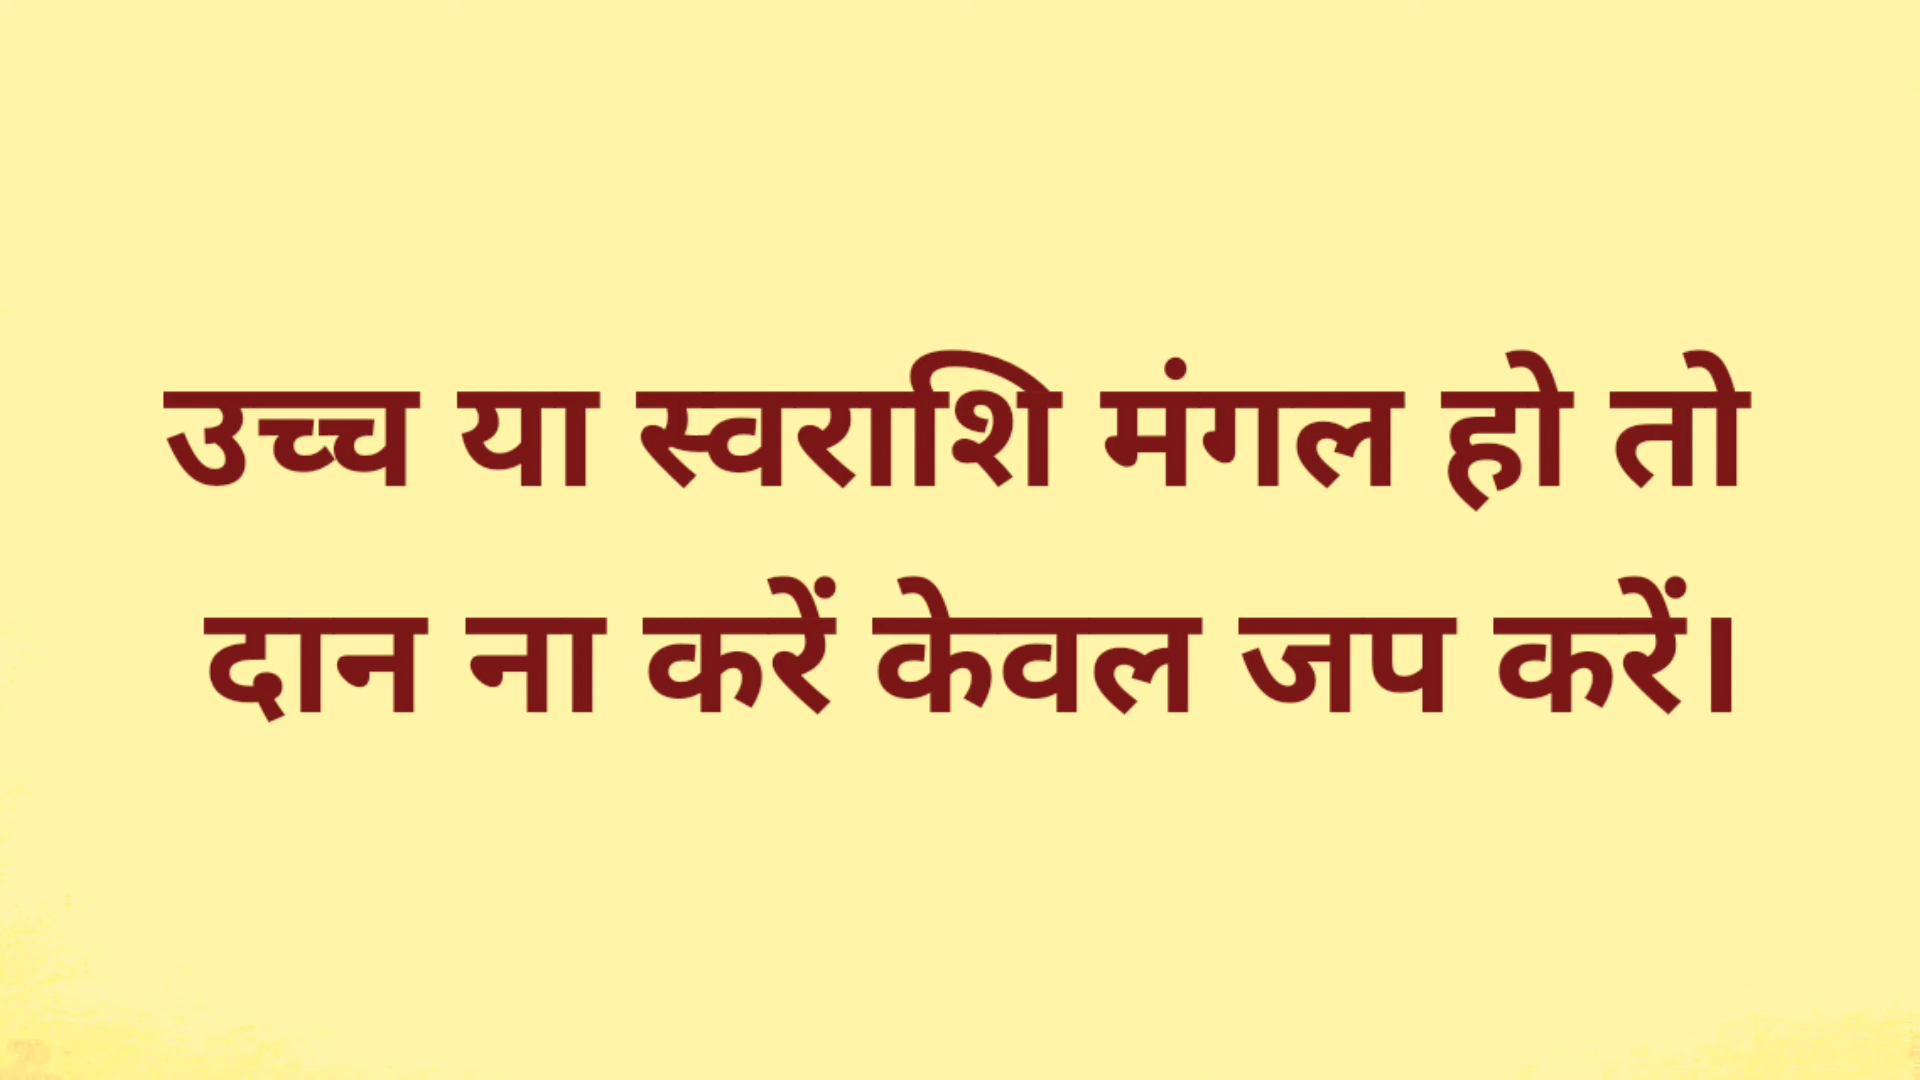 उच्च या स्वराशि मंगल हो तो
दान ना करें केवल जप करें।